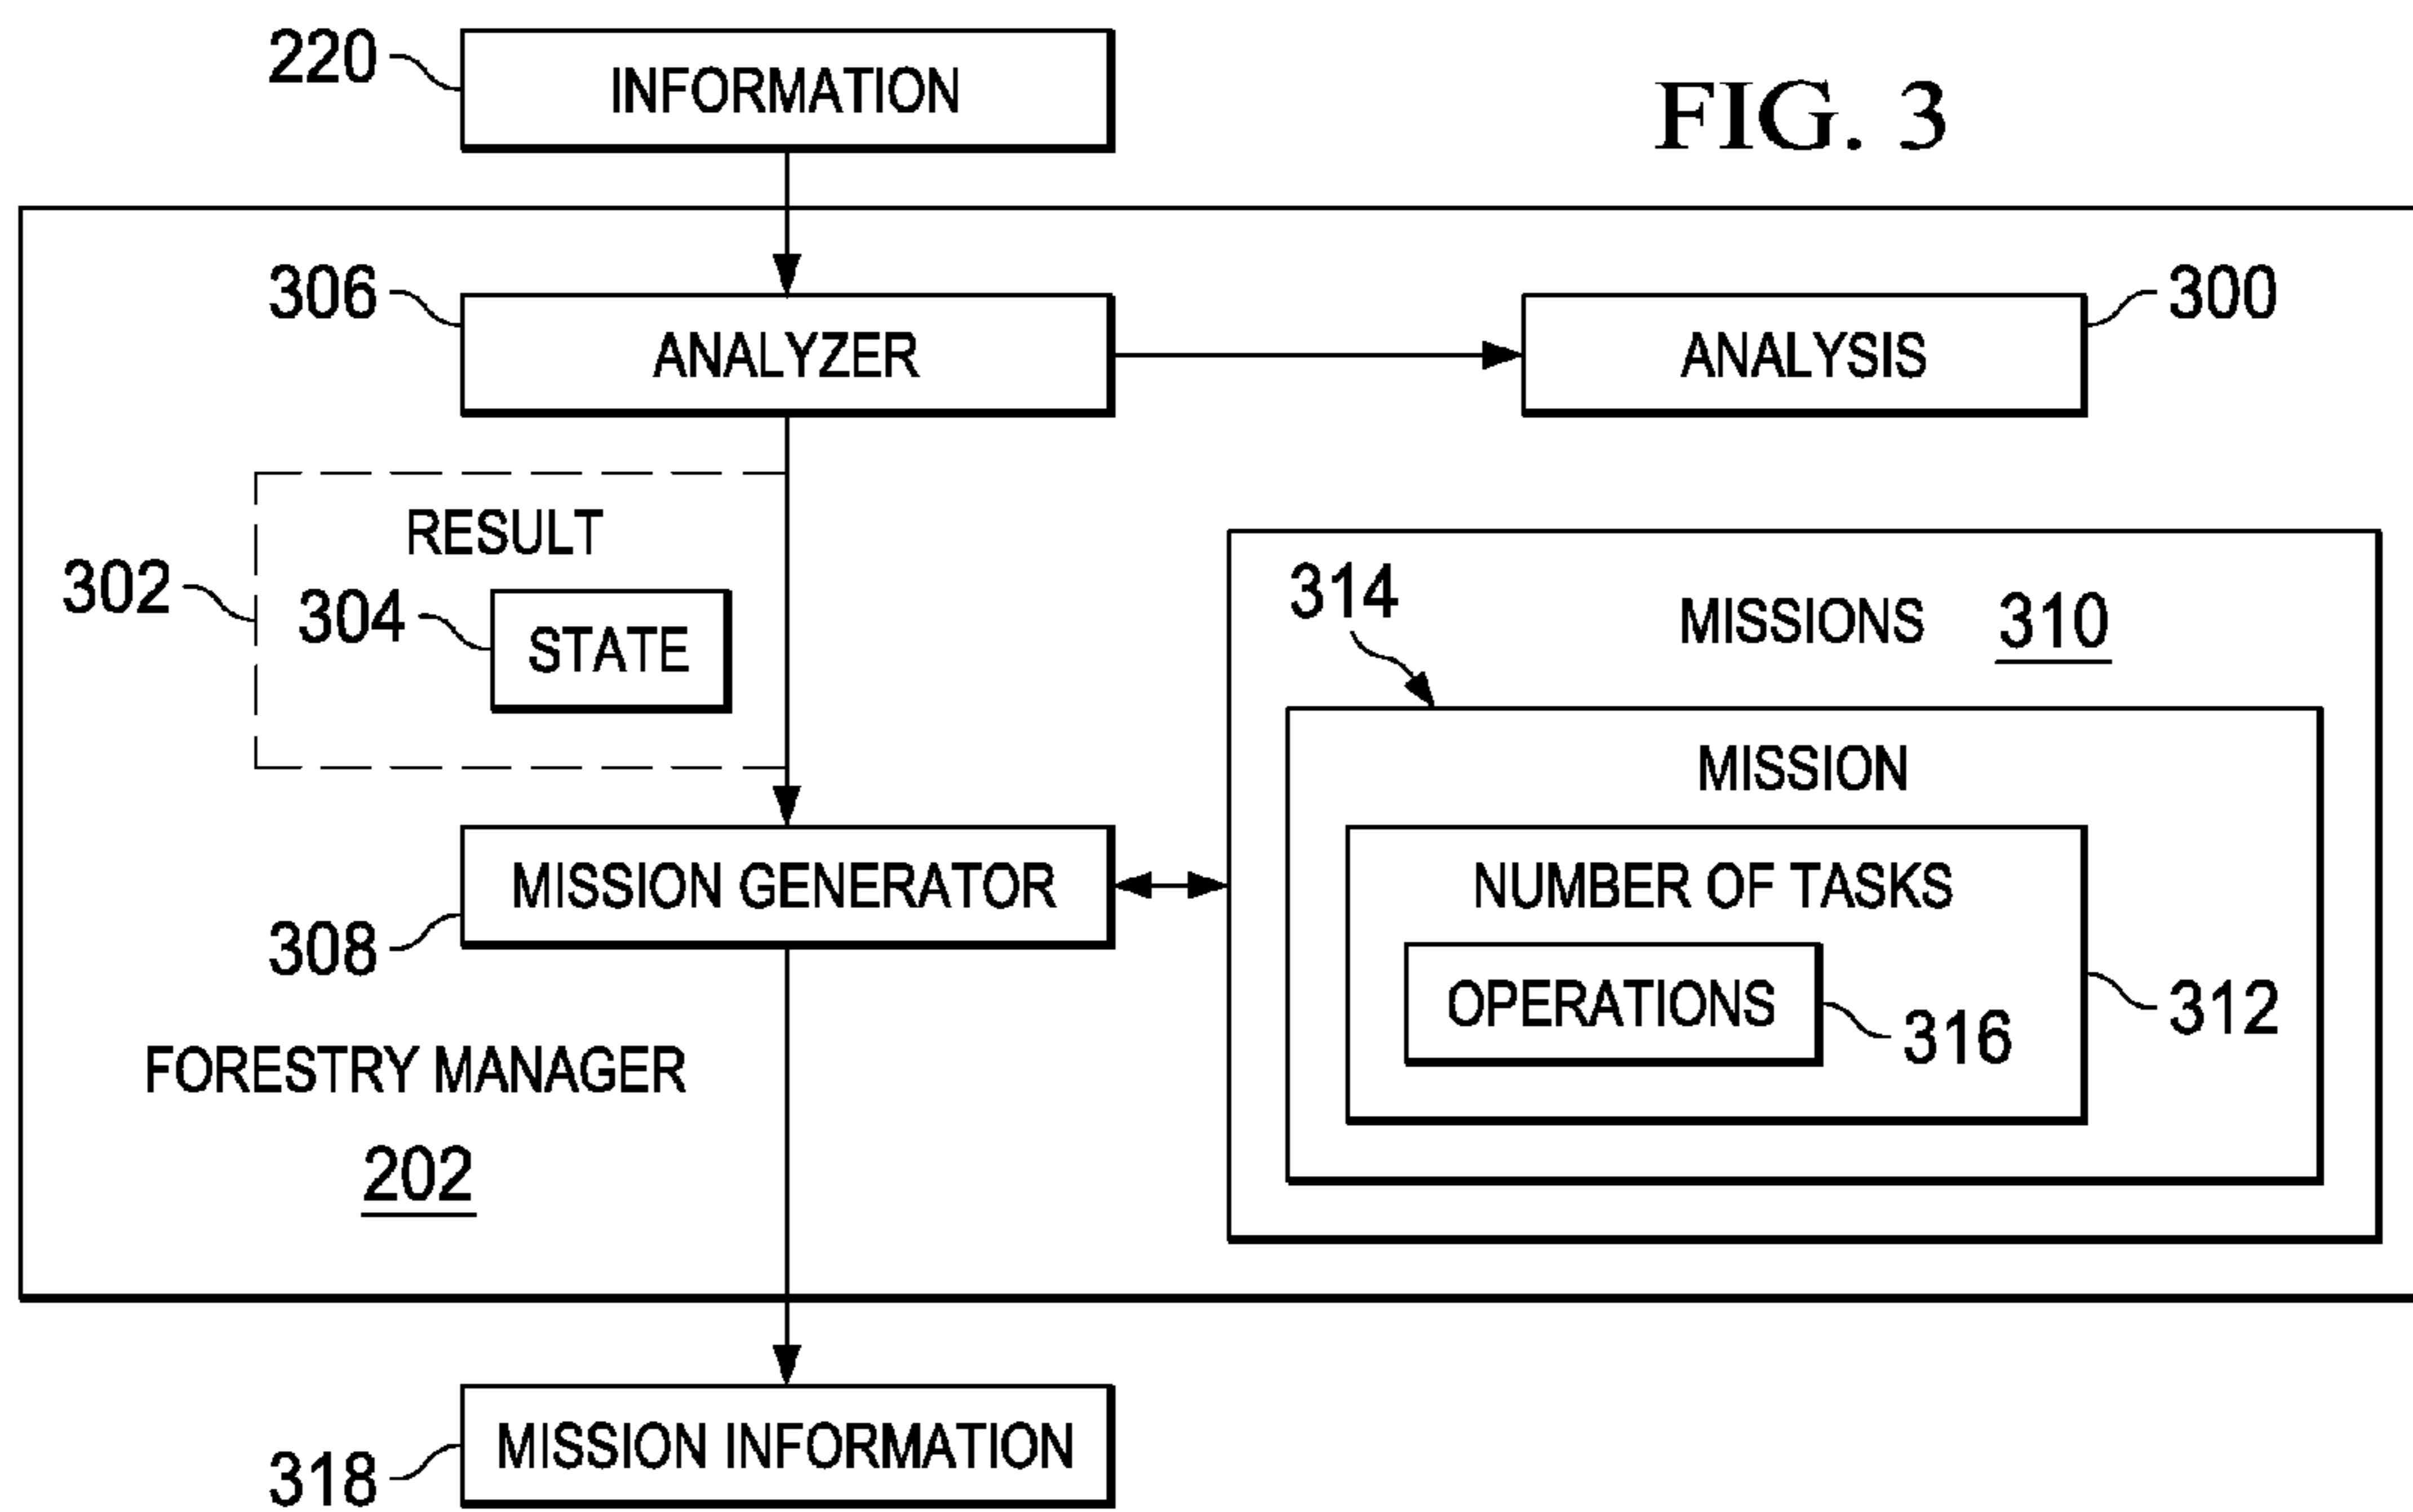 220
INFORMATION
FIG. 3
306
ANALYZER
ANALYSIS
300
RESULT
302
304
STATE
314
MISSIONS 310
MISSION
MISSION GENERATOR
308
NUMBER OF TASKS
OPERATIONS
316
312
FORESTRY MANAGER
202
MISSION INFORMATION
318